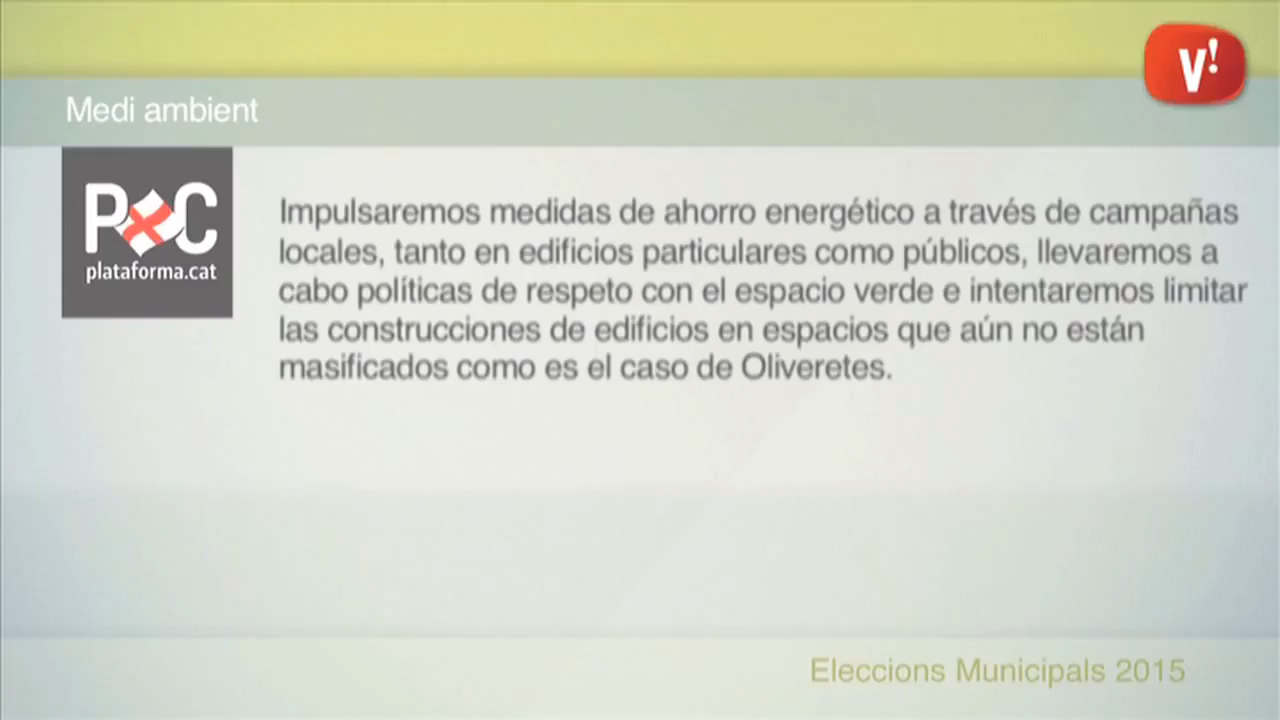 V!
Medi ambient
PxC
plataforma.cat
Impulsaremos medidas de ahorro energético a través de campañas
locales, tanto en edificios particulares como públicos, llevaremos a
cabo políticas de respeto con el espacio verde e intentaremos limitar
las construcciones de edificios en espacios que aún no están
masificados como es el caso de Oliveretes.
Eleccions Municipals 2015